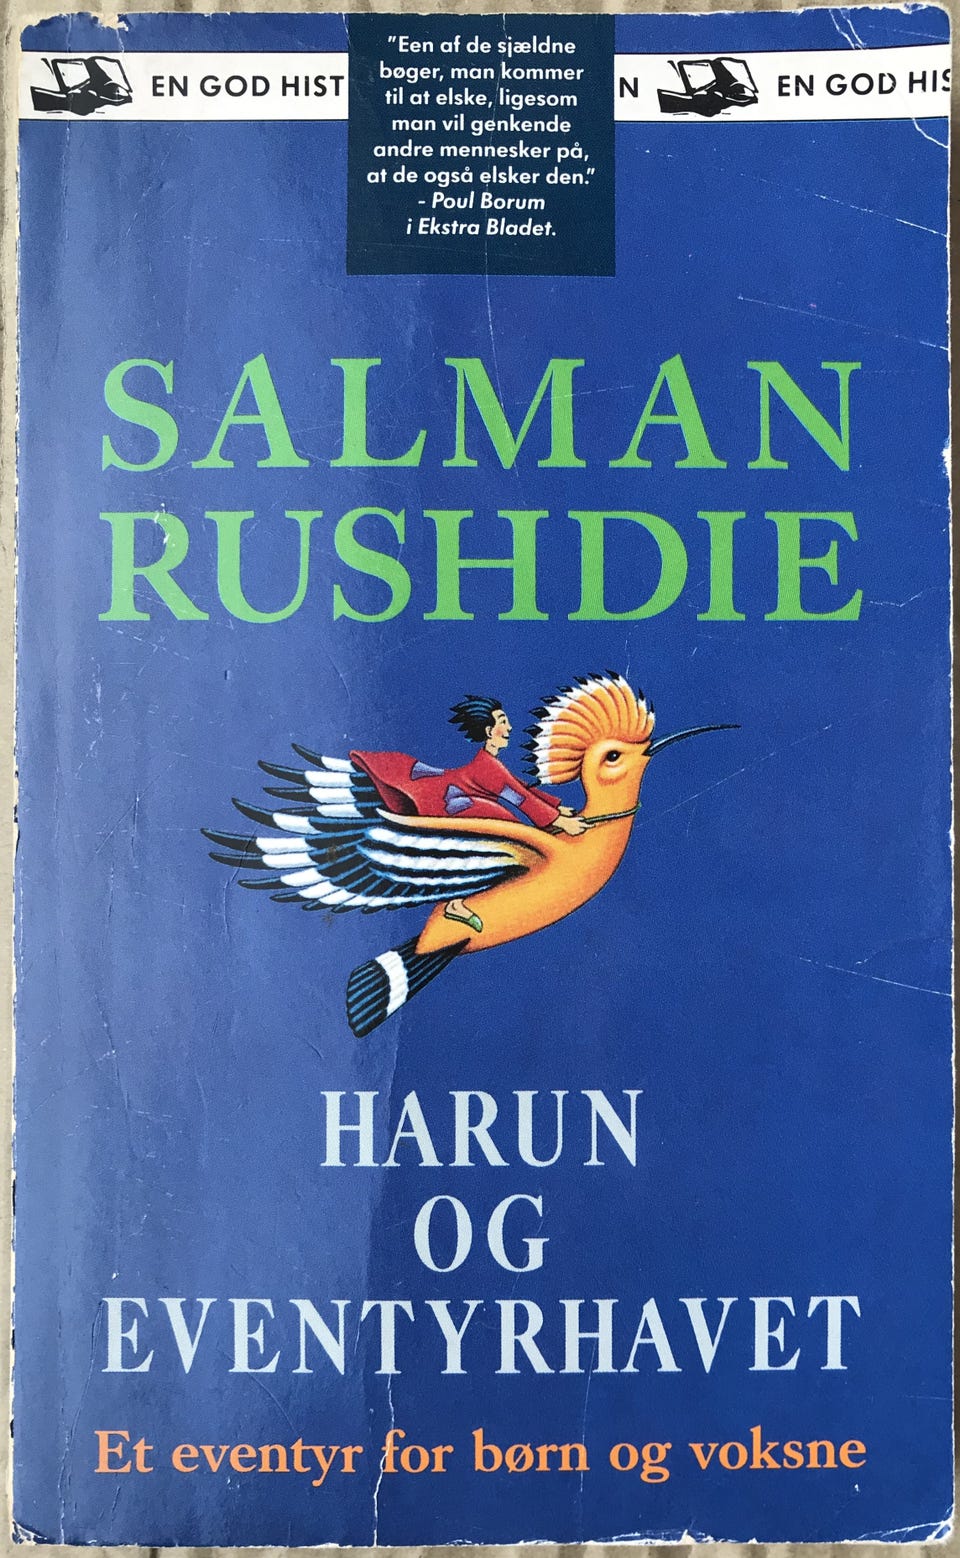 EN GOD HIST
N
EN GOD HIS
"Een af de sjældne
bøger, man kommer
til at elske, ligesom
man vil genkende
andre mennesker på,
at de også elsker den."
- Poul Borum
i Ekstra Bladet.
SALMAN
RUSHDIE
HARUN
OG
EVENTYRHAVET
Et eventyr for børn og voksne